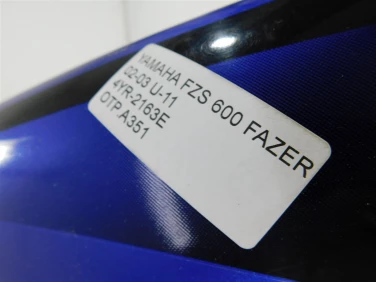 YAMAHA FZS 600 FAZER
02-03 U-11
4YR-2163E
OTP-A351